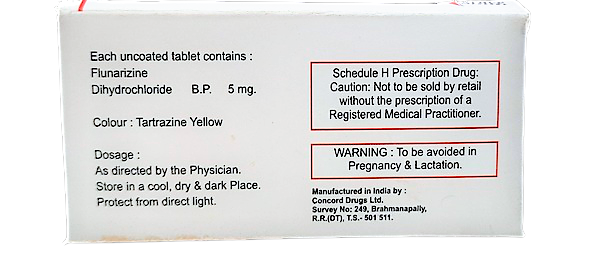 Each uncoated tablet contains :
Flunarizine
Dihydrochloride B.P. 5 mg.
Colour : Tartrazine Yellow
Dosage :
As directed by the Physician.
Store in a cool, dry & dark Place.
Protect from direct light.
Schedule H Prescription Drug:
Caution: Not to be sold by retail
without the prescription of a
Registered Medical Practitioner.
WARNING : To be avoided in
Pregnancy & Lactation.
Manufactured in India by :
Concord Drugs Ltd.
Survey No: 249, Brahmanapally,
R.R.(DT), T.S.- 501 511.